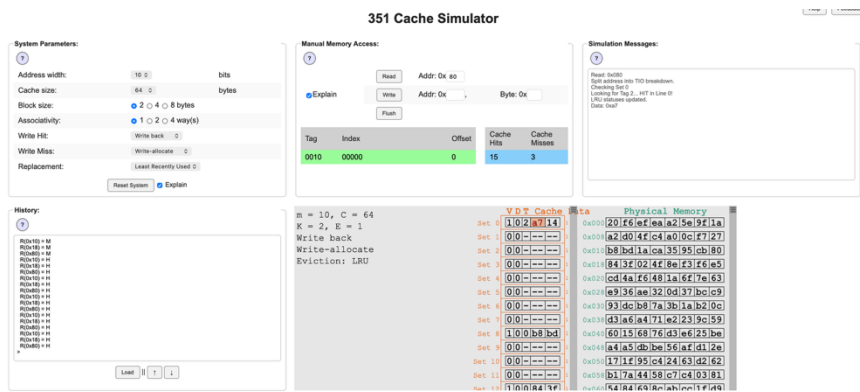 351 Cache Simulator
System Parameters:
?
Address width: 10 bits
Cache size: 64 bytes
Block size: 2 4 8 bytes
Associativity: 1 2 4 way(s)
Write Hit: Write back
Write Miss: Write-allocate
Replacement: Least Recently Used
Reset System Explain
Manual Memory Access:
?
Explain
Read Addr: 0x 80
Write Addr: 0x , Byte: 0x
Flush
Tag Index Offset
0010 00000 0
Cache Hits Cache Misses
15 3
Simulation Messages:
?
Read: 0x080
Split address into TIO breakdown.
Checking Set 0
Looking for Tag 2... HIT in Line 0!
LRU statuses updated.
Data: 0xa7
History:
?
R(0x10) = M
R(0x18) = M
R(0x80) = M
R(0x80) = H
R(0x10) = H
R(0x18) = H
R(0x80) = H
R(0x10) = H
R(0x18) = H
R(0x80) = H
R(0x10) = H
R(0x18) = H
R(0x80) = H
R(0x10) = H
R(0x18) = H
R(0x80) = H
>
Load || ↑ ↓
m = 10, C = 64
K = 2, E = 1
Write back
Write-allocate
Eviction: LRU
V D T Cache Data
Set 0 1 0 2 a7 14
Set 1 0 0 - -- --
Set 2 0 0 - -- --
Set 3 0 0 - -- --
Set 4 0 0 - -- --
Set 5 0 0 - -- --
Set 6 0 0 - -- --
Set 7 0 0 - -- --
Set 8 1 0 0 b8 bd
Set 9 0 0 - -- --
Set 10 0 0 - -- --
Set 11 0 0 - -- --
Set 12 1 0 0 84 3f
Physical Memory
0x000 20 f6 ef ea a2 5e 9f 1a
0x008 a2 d0 4f c4 a0 0c f7 27
0x010 b8 bd 1a ca 35 95 cb 80
0x018 84 3f 02 4f 8e f3 f6 e5
0x020 cd 4a f6 48 1a 6f 7e 63
0x028 e9 36 ae 32 0d 37 bc c9
0x030 93 dc b8 7a 3b 1a b2 0c
0x038 d3 a6 a4 71 e2 23 9c 59
0x040 60 15 68 76 d3 e6 25 be
0x048 a4 a5 db be 56 af d1 2e
0x050 17 1f 95 c4 24 63 d2 62
0x058 b1 7a 44 58 c7 c4 03 81
0x060 54 84 69 8c ab cc 1f d9